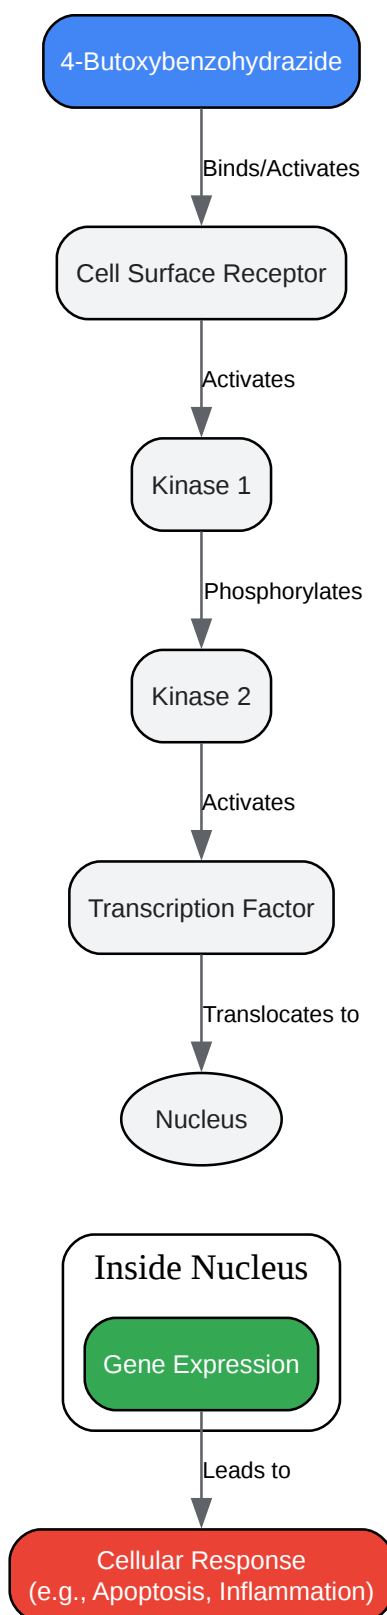 4-Butoxybenzohydrazide
Binds/Activates
Cell Surface Receptor
Activates
Kinase 1
Phosphorylates
Kinase 2
Activates
Transcription Factor
Translocates to
Nucleus
Inside Nucleus
Gene Expression
Leads to
Cellular Response
(e.g., Apoptosis, Inflammation)